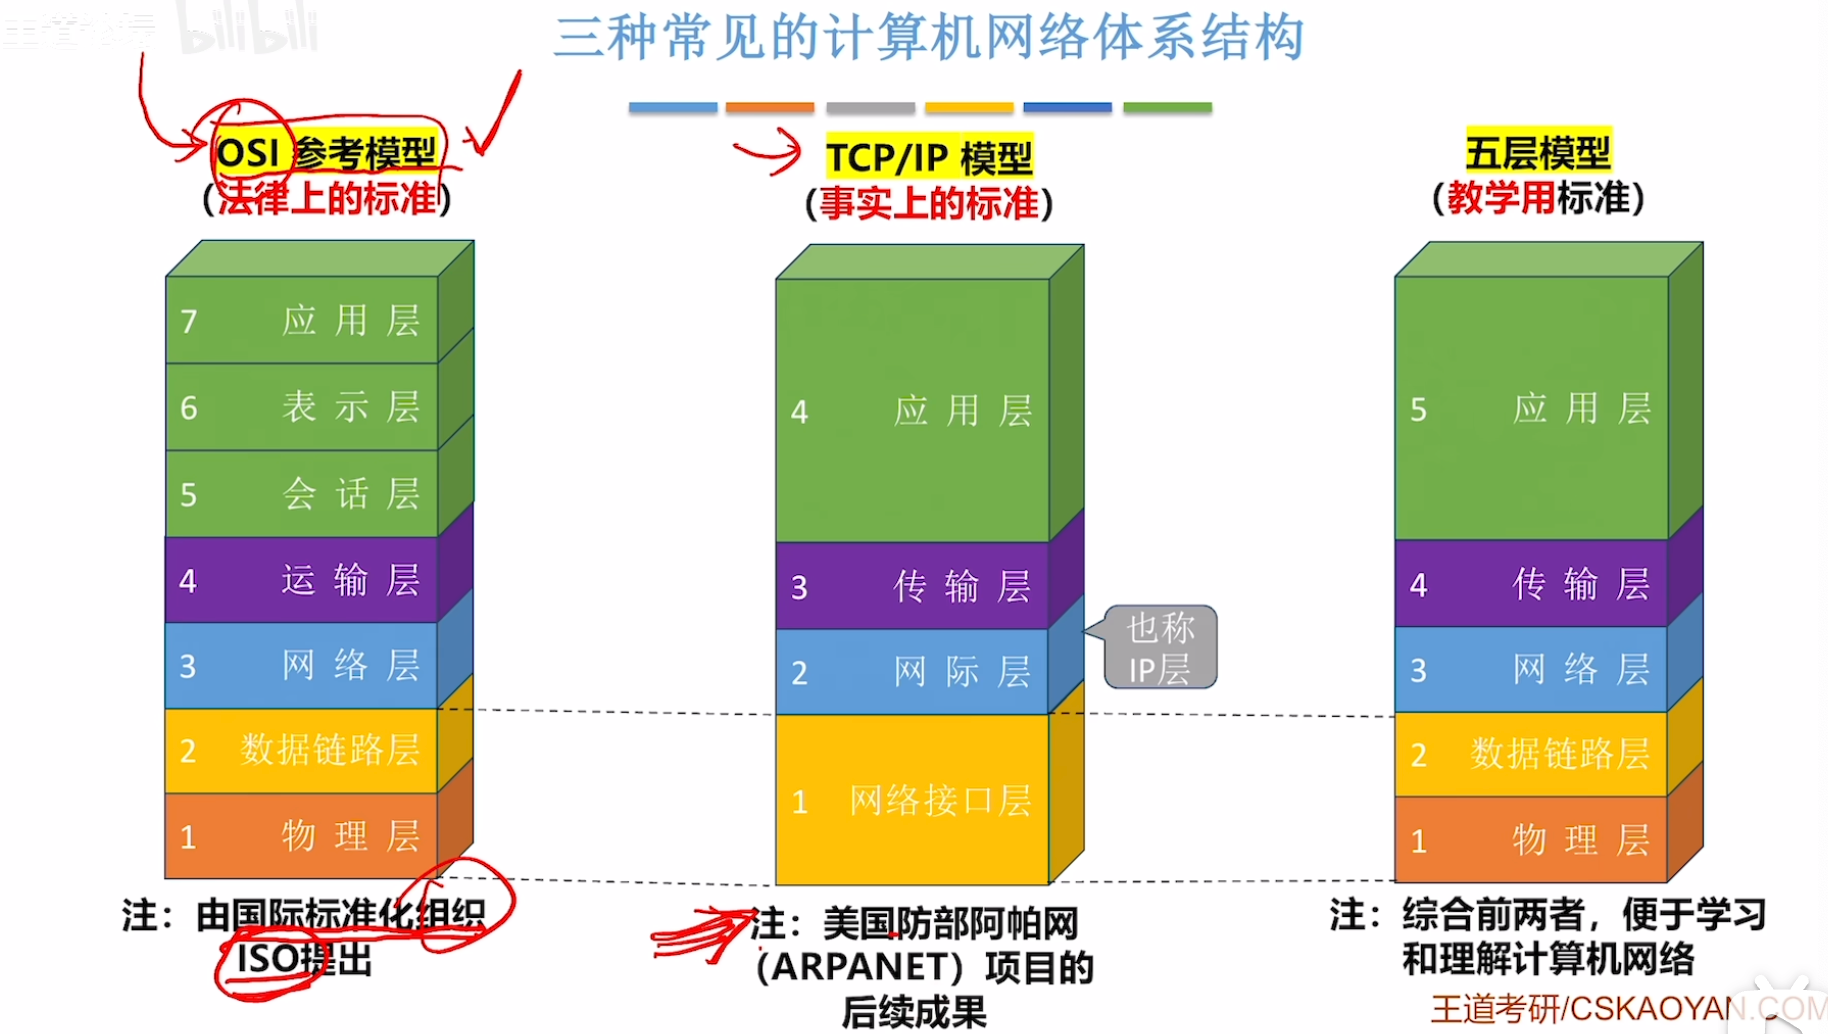 bilibili
三种常见的计算机网络体系结构
OSI 参考模型
（法律上的标准）
7 应用层
6 表示层
5 会话层
4 运输层
3 网络层
2 数据链路层
1 物理层
注：由国际标准化组织
ISO提出
TCP/IP 模型
（事实上的标准）
4 应用层
3 传输层
2 网际层
1 网络接口层
也称
IP层
注：美国防部阿帕网
（ARPANET）项目的
后续成果
五层模型
（教学用标准）
5 应用层
4 传输层
3 网络层
2 数据链路层
1 物理层
注：综合前两者，便于学习
和理解计算机网络
王道考研/CSKAOYAN.COM